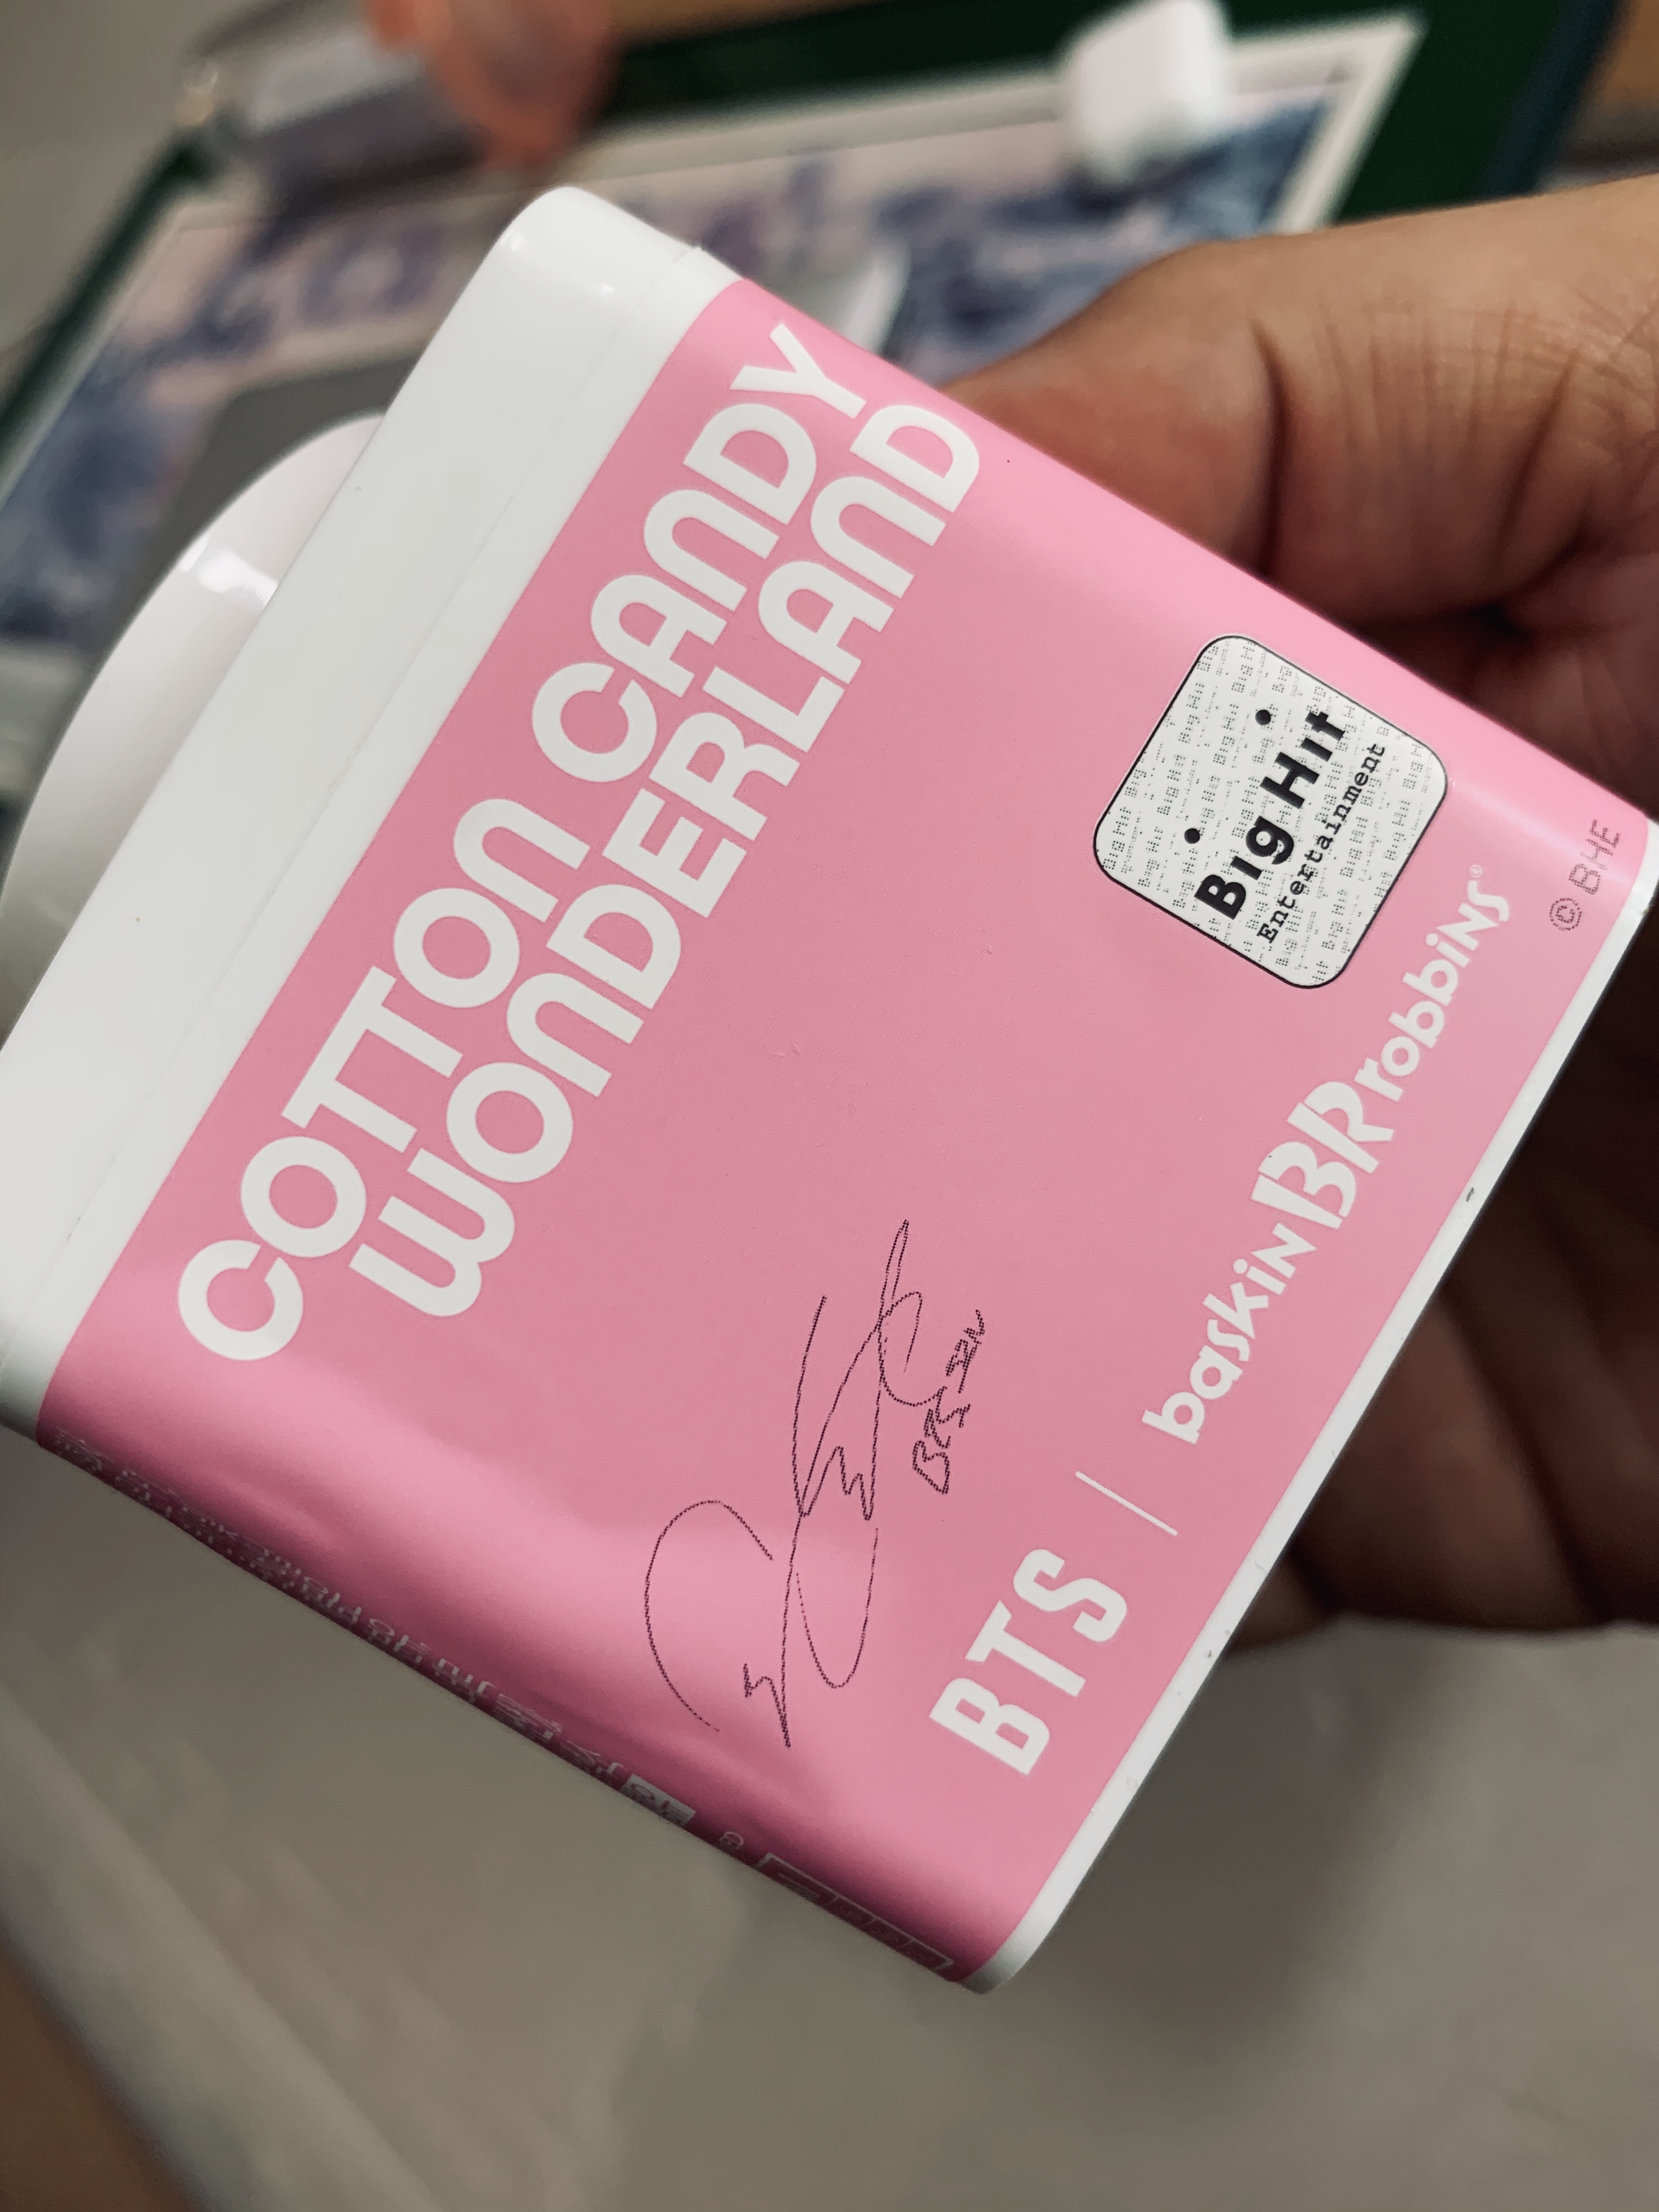 COTTON CANDY
WONDERLAND
Big Hit
Entertainment
BTS | baskin BR robbins®
© BHE